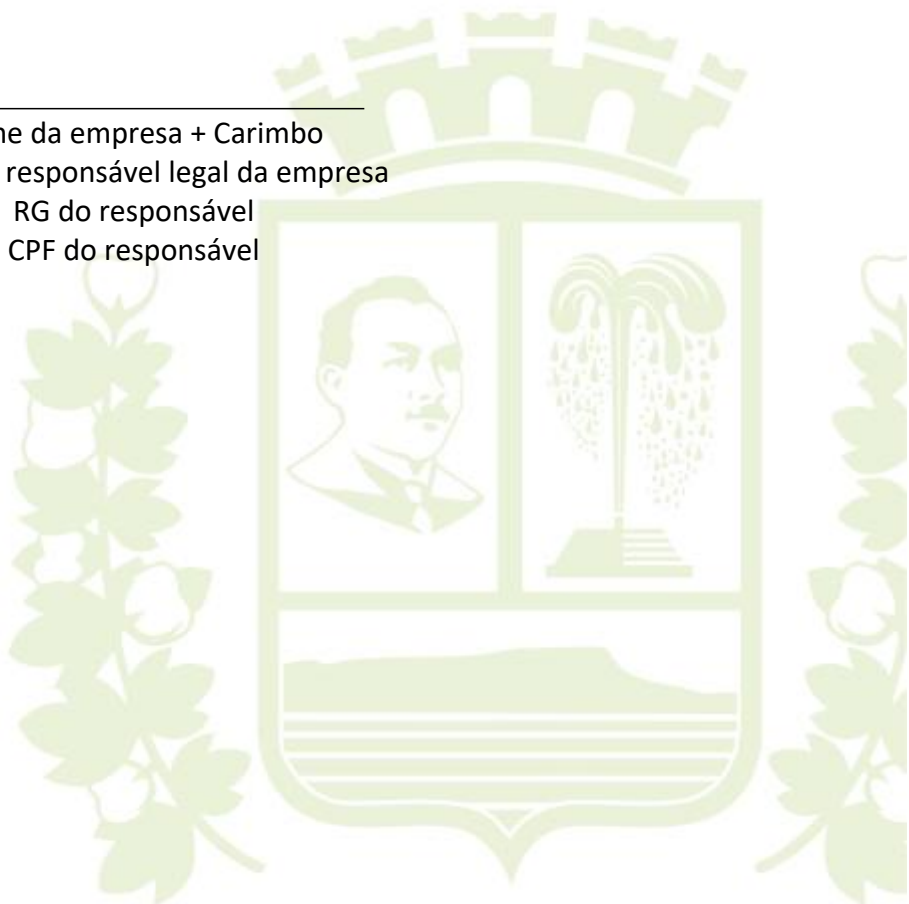 me da empresa + Carimbo
responsável legal da empresa
RG do responsável
CPF do responsável